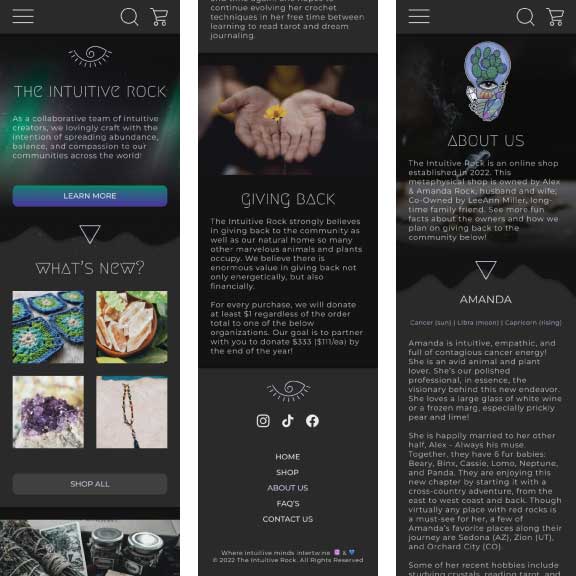 THE INTUITIVE ROCK
As a collaborative team of intuitive
creators, we lovingly craft with the
intention of spreading abundance,
balance, and compassion to our
communities across the world!
LEARN MORE
WHAT'S NEW?
SHOP ALL
continue evolving her crochet
techniques in her free time between
learning to read tarot and dream
journaling.
GIVING BACK
The Intuitive Rock strongly believes
in giving back to the community as
well as our natural home so many
other marvelous animals and plants
occupy. We believe there is
enormous value in giving back not
only energetically, but also
financially.
For every purchase, we will donate
at least $1 regardless of the order
total to one of the below
organizations. Our goal is to partner
with you to donate $333 ($111/ea) by
the end of the year!
HOME
SHOP
ABOUT US
FAQ'S
CONTACT US
Where intuitive minds intertwine 🔮 & 💙
© 2022 The Intuitive Rock. All Rights Reserved
ABOUT US
The Intuitive Rock is an online shop
established in 2022. This
metaphysical shop is owned by Alex
& Amanda Rock, husband and wife,
Co-Owned by LeeAnn Miller, long-
time family friend. See more fun
facts about the owners and how we
plan on giving back to the
community below!
AMANDA
Cancer (sun) | Libra (moon) | Capricorn (rising)
Amanda is intuitive, empathic, and
full of contagious cancer energy!
She is an avid animal and plant
lover. She's our polished
professional, in essence, the
visionary behind this new endeavor.
She loves a large glass of white wine
or a frozen marg, especially prickly
pear and lime!
She is happily married to her other
half, Alex - Always his muse.
Together, they have 6 fur babies:
Beary, Binx, Cassie, Lomo, Neptune,
and Panda. They are enjoying this
new chapter by starting it with a
cross-country adventure, from the
east to west coast and back. Though
virtually any place with red rocks is
a must-see for her, a few of
Amanda's favorite places along their
journey are Sedona (AZ), Zion (UT),
and Orchard City (CO).
Some of her recent hobbies include
studying crystals, reading tarot, and